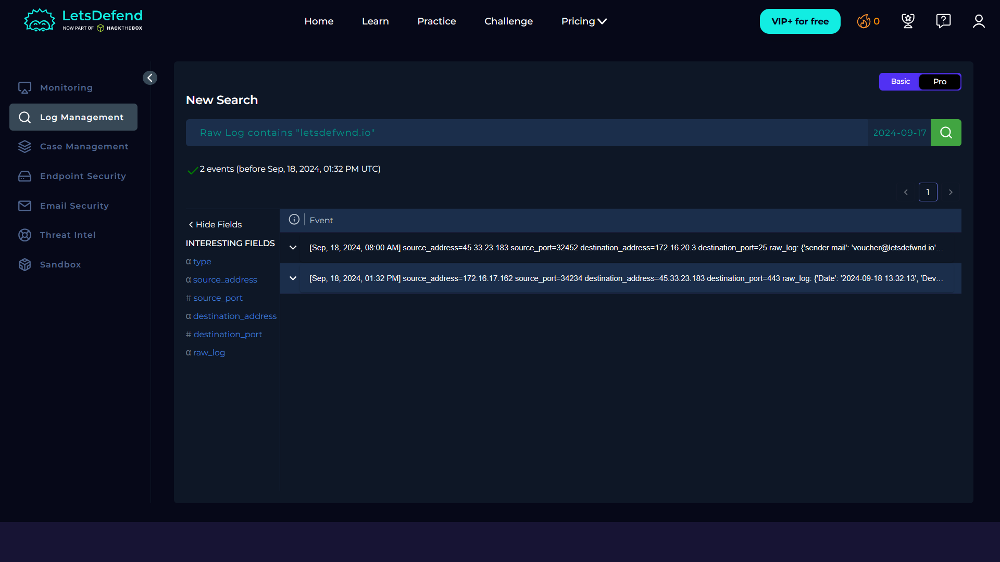 LetsDefend
NOW PART OF HACKTHEBOX
Home
Learn
Practice
Challenge
Pricing
VIP+ for free
0
Monitoring
Log Management
Case Management
Endpoint Security
Email Security
Threat Intel
Sandbox
Basic
Pro
New Search
Raw Log contains "letsdefwnd.io"
2024-09-17
2 events (before Sep, 18, 2024, 01:32 PM UTC)
1
Hide Fields
INTERESTING FIELDS
α type
α source_address
# source_port
α destination_address
# destination_port
α raw_log
Event
[Sep, 18, 2024, 08:00 AM] source_address=45.33.23.183 source_port=32452 destination_address=172.16.20.3 destination_port=25 raw_log: {'sender mail': 'voucher@letsdefwnd.io'...
[Sep, 18, 2024, 01:32 PM] source_address=172.16.17.162 source_port=34234 destination_address=45.33.23.183 destination_port=443 raw_log: {'Date': '2024-09-18 13:32:13', 'Dev...